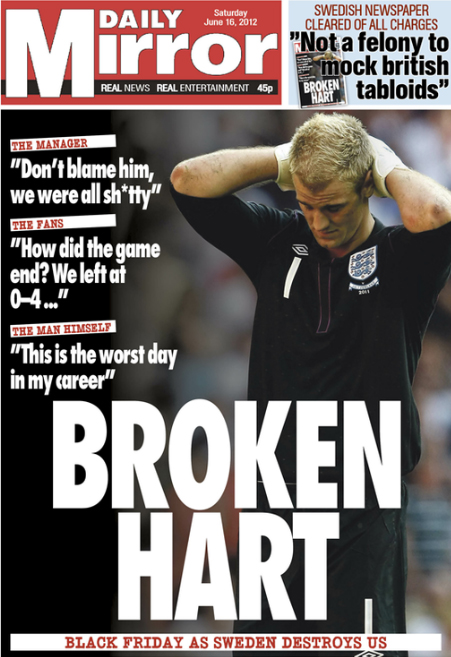 DAILY
Mirror
Saturday
June 16, 2012
REAL NEWS REAL ENTERTAINMENT 45p
SWEDISH NEWSPAPER
CLEARED OF ALL CHARGES
”Not a felony to
mock british
tabloids”
BROKEN
HART
THE MANAGER
”Don’t blame him,
we were all sh*tty”
THE FANS
”How did the game
end? We left at
0–4 ...”
THE MAN HIMSELF
”This is the worst day
in my career”
1
BROKEN
HART
BLACK FRIDAY AS SWEDEN DESTROYS US